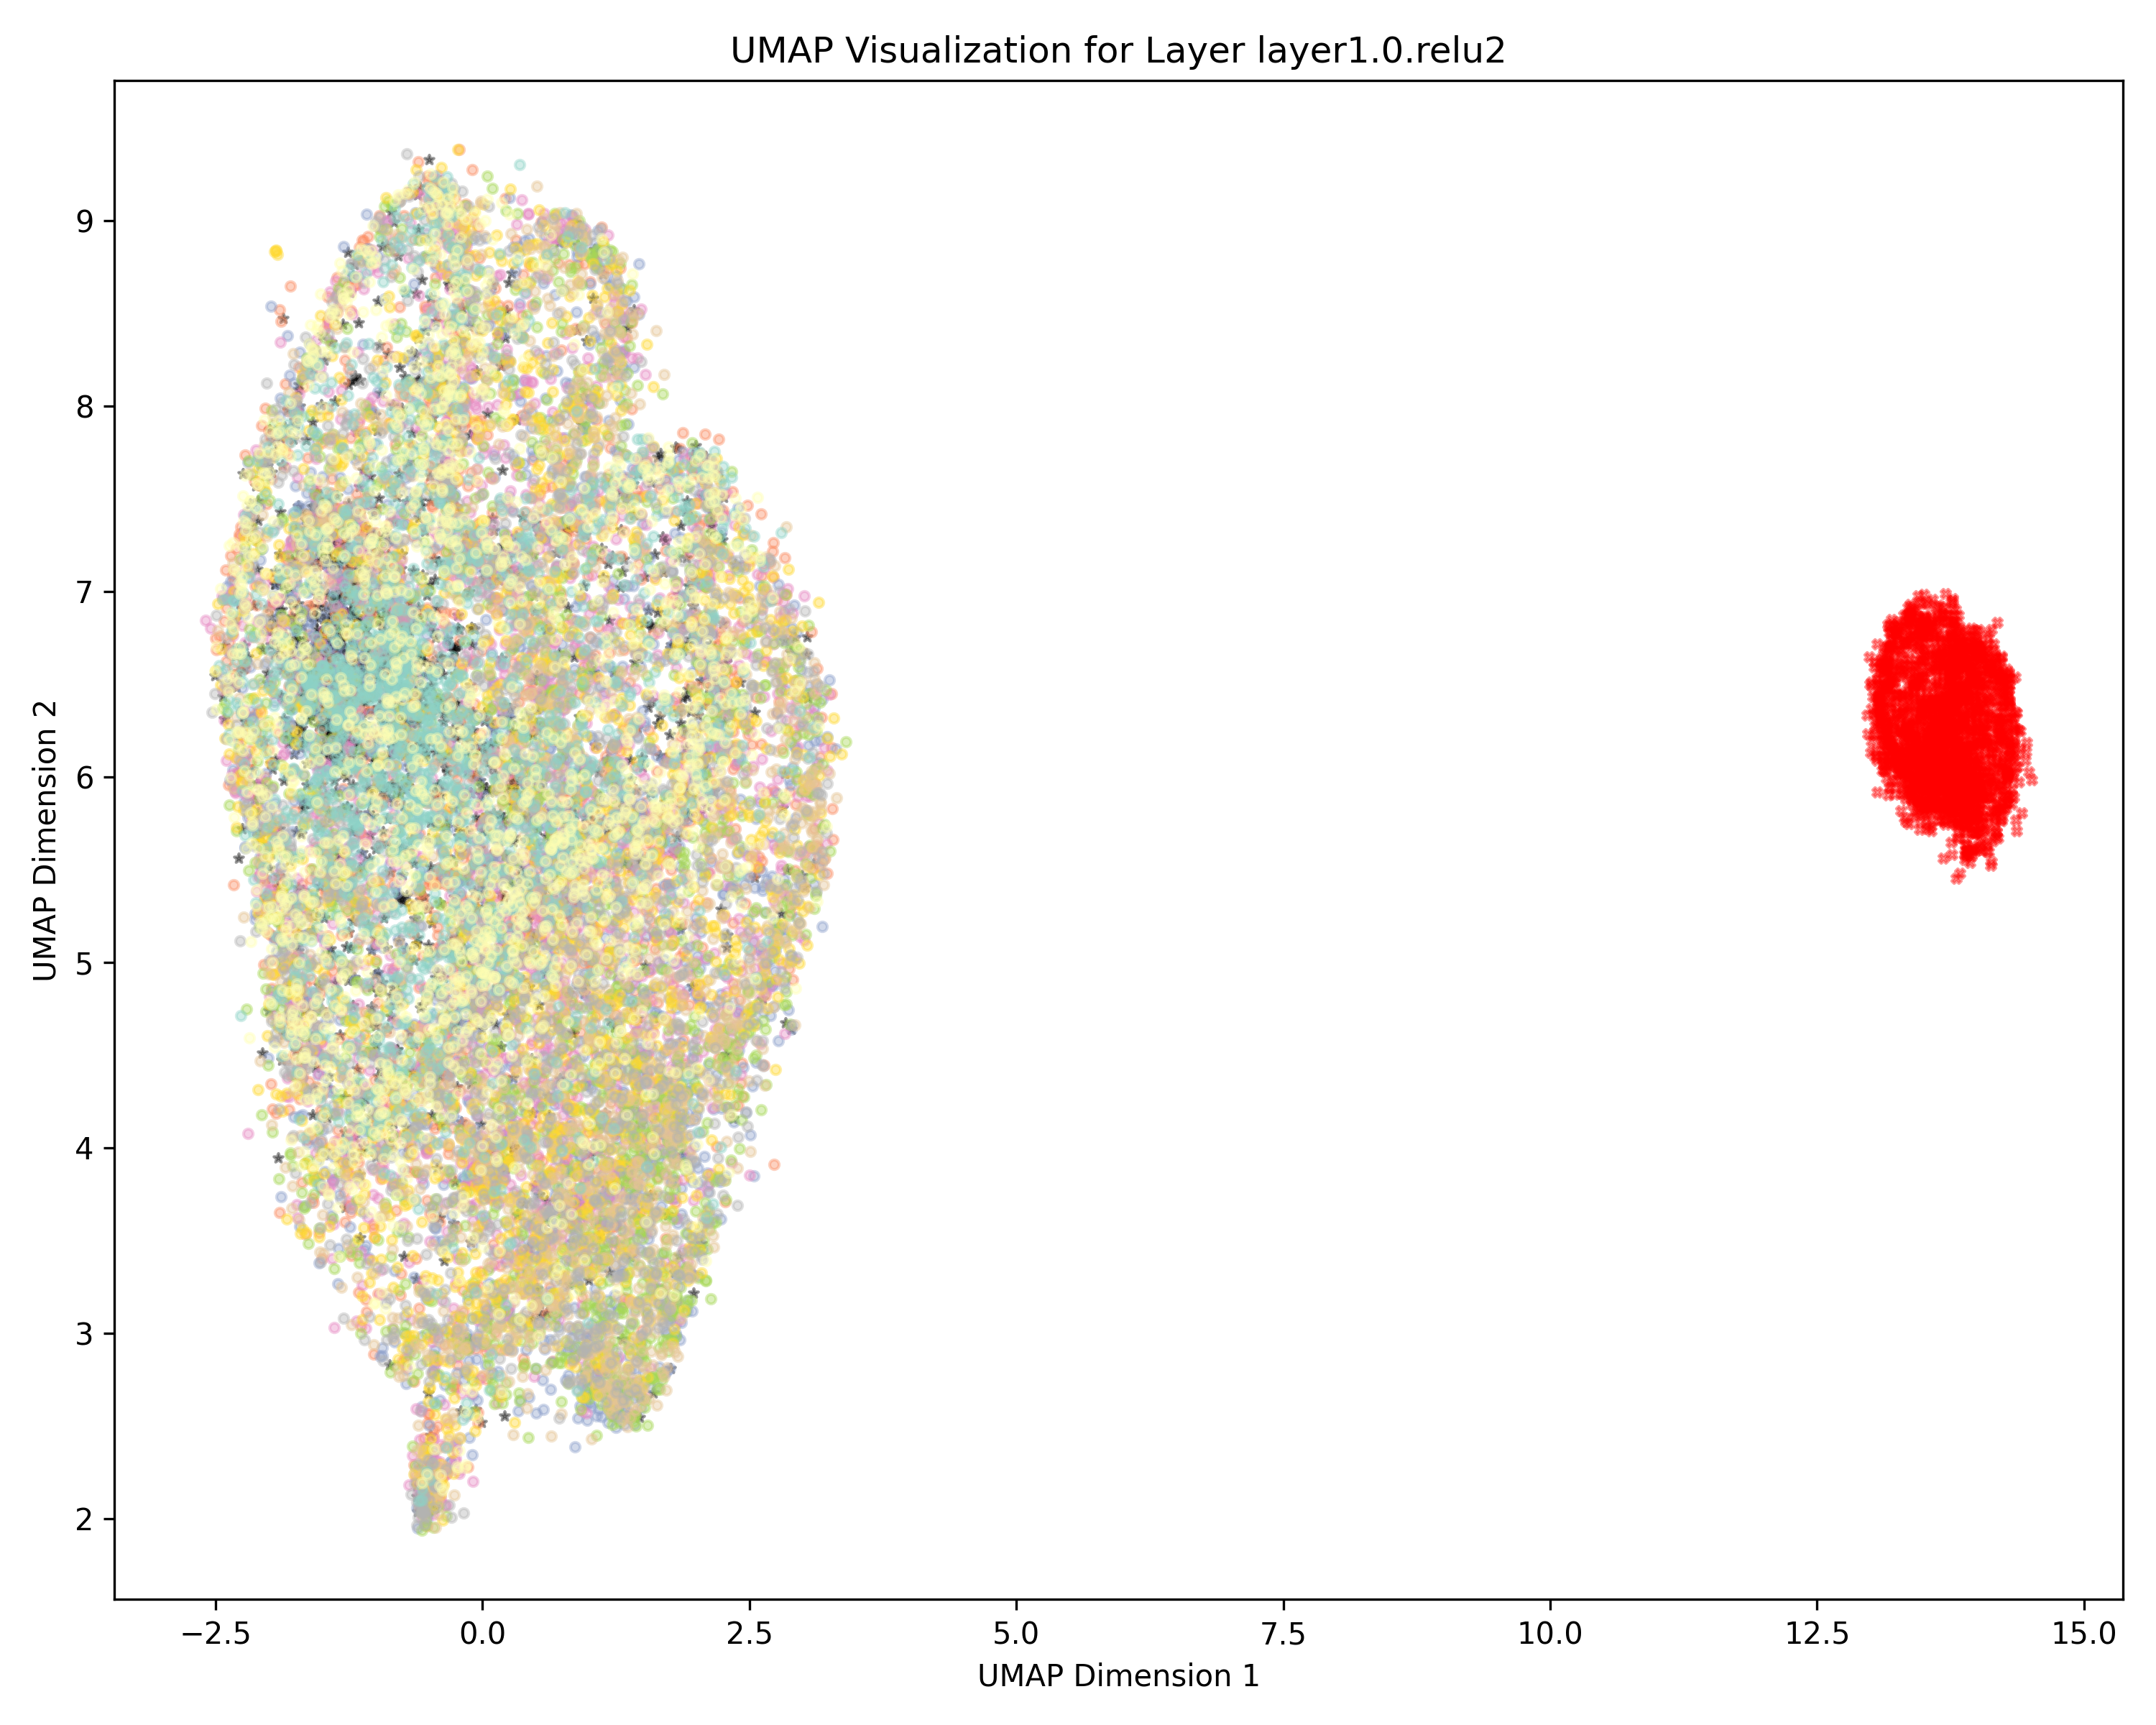 UMAP Visualization for Layer layer1.0.relu2
UMAP Dimension 2
9
8
7
6
5
4
3
2
−2.5 0.0 2.5 5.0 7.5 10.0 12.5 15.0
UMAP Dimension 1